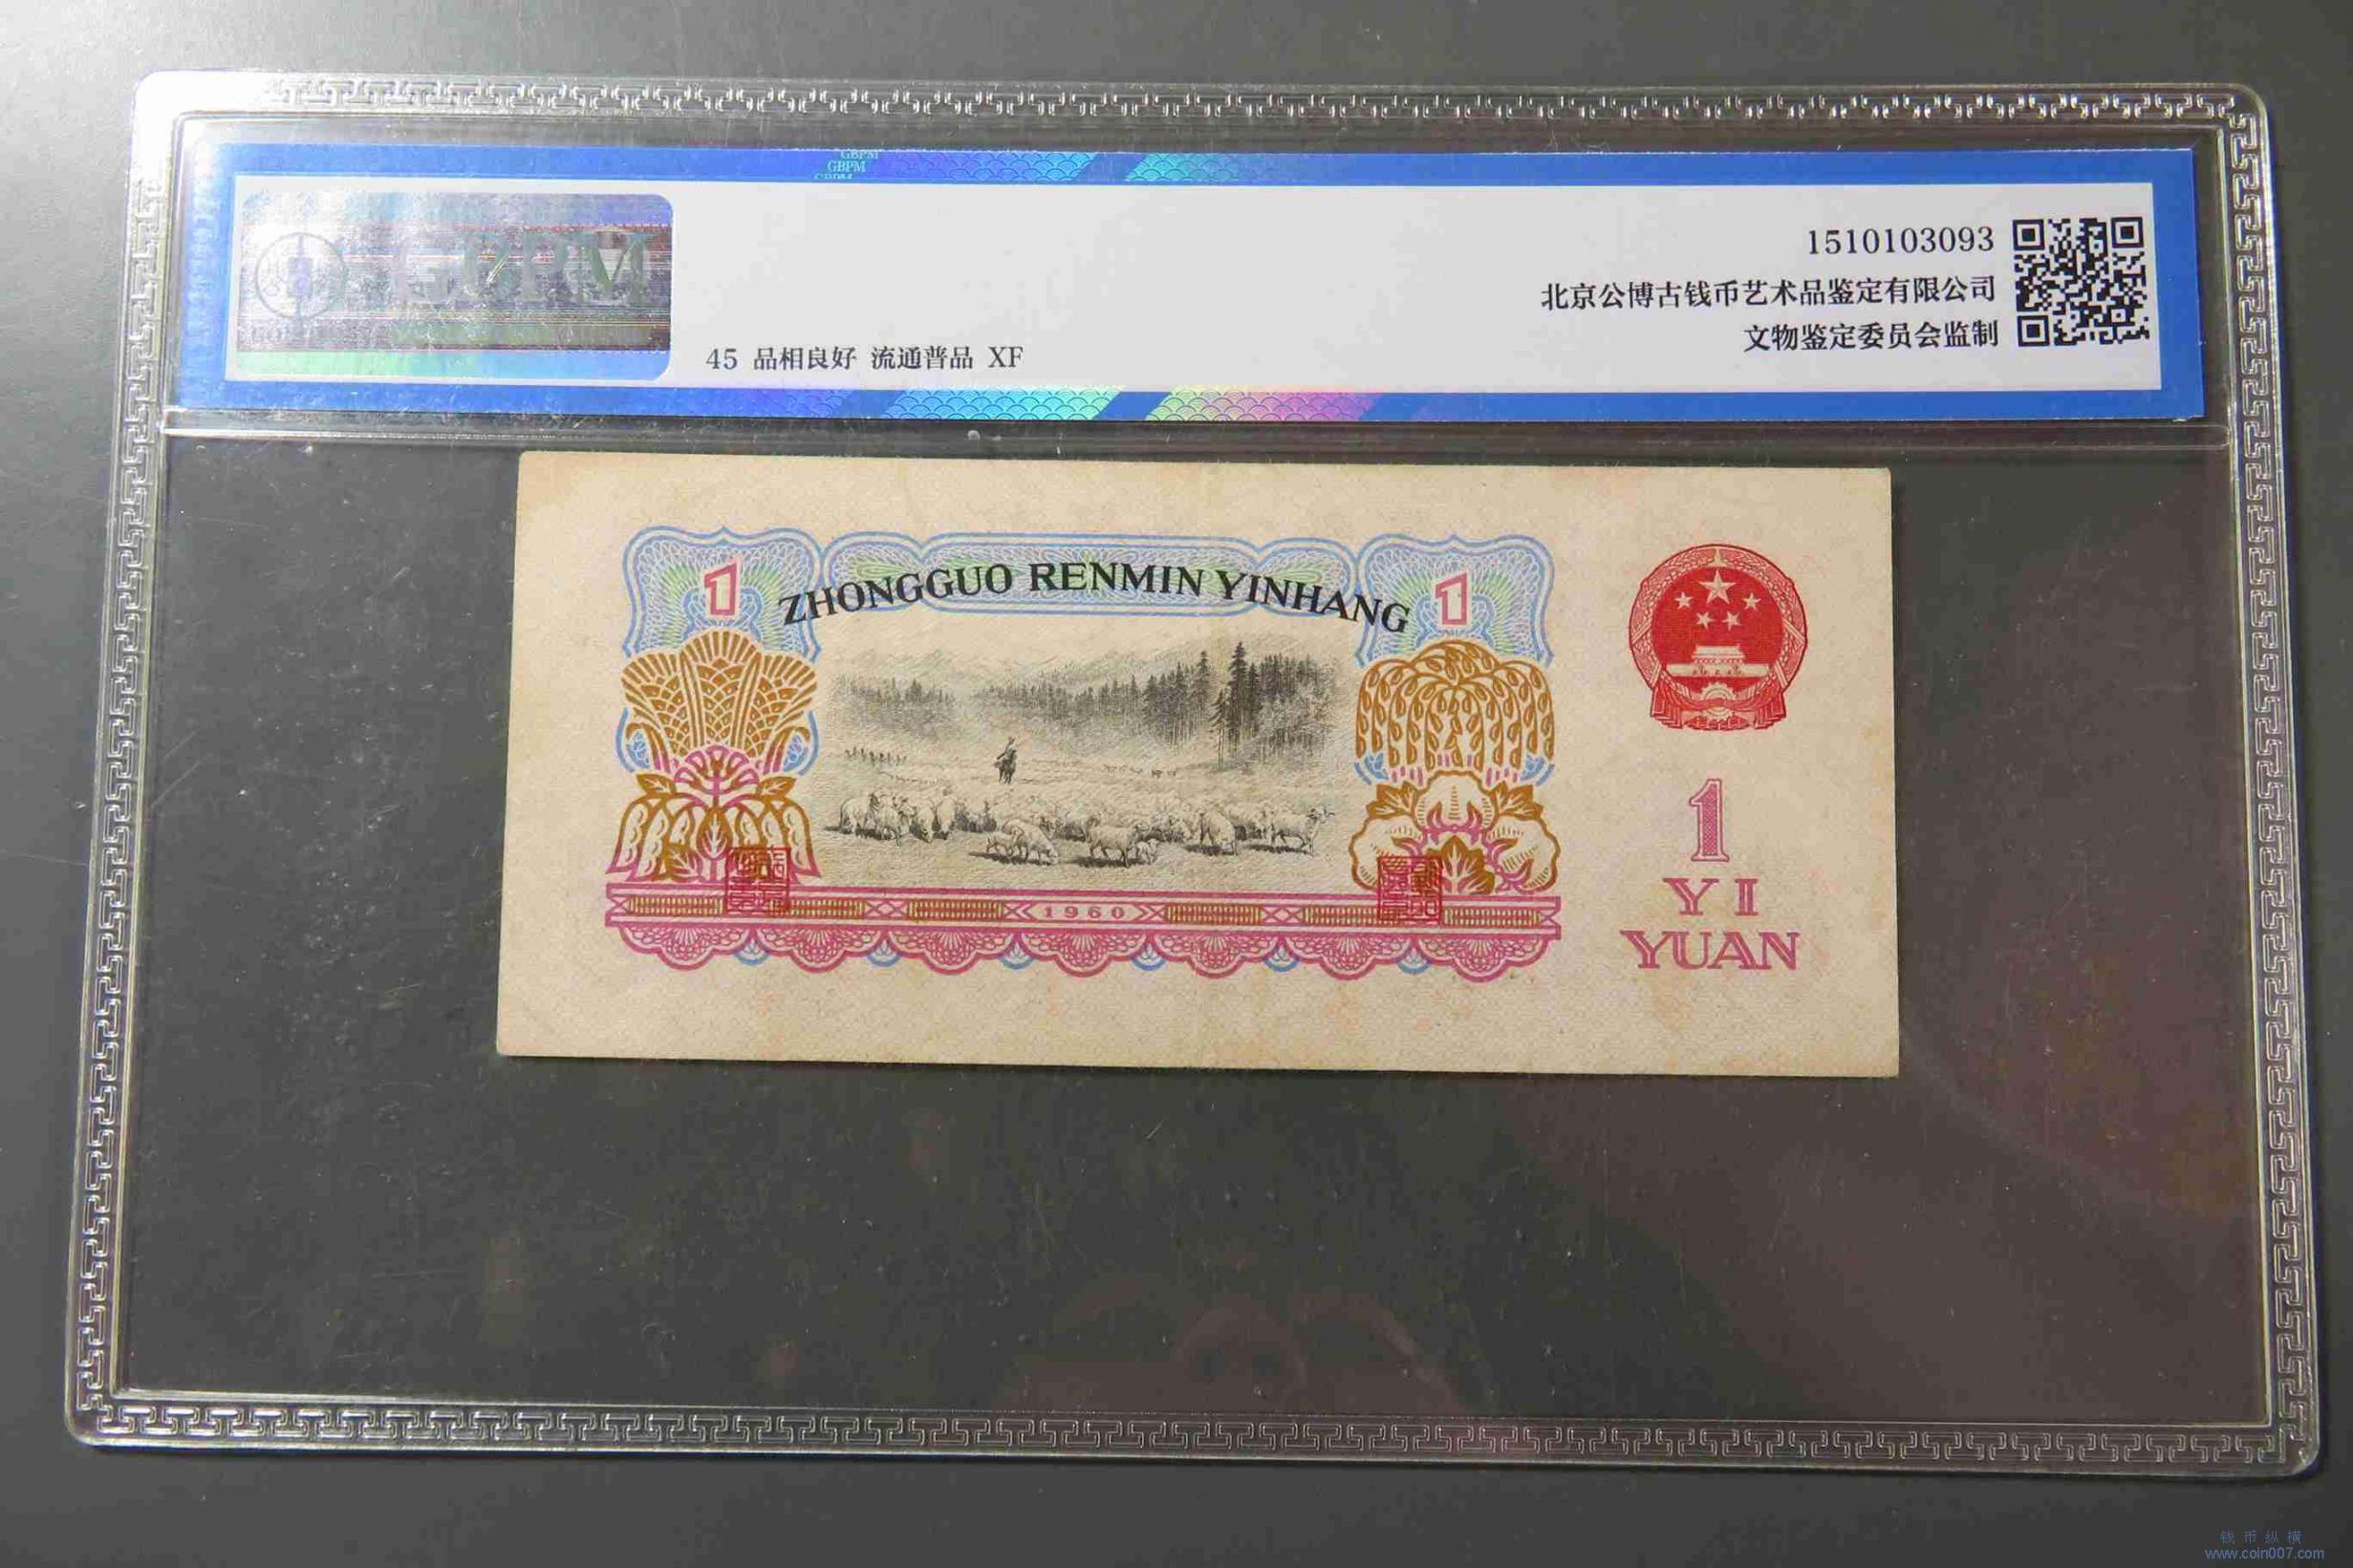 GBPM
GBPM
GBPM
1510103093
北京公博古钱币艺术品鉴定有限公司
文物鉴定委员会监制
45 品相良好 流通普品 XF
1
ZHONGGUO RENMIN YINHANG
1
1960
1
YI
YUAN
钱币纵横
www.coin007.com